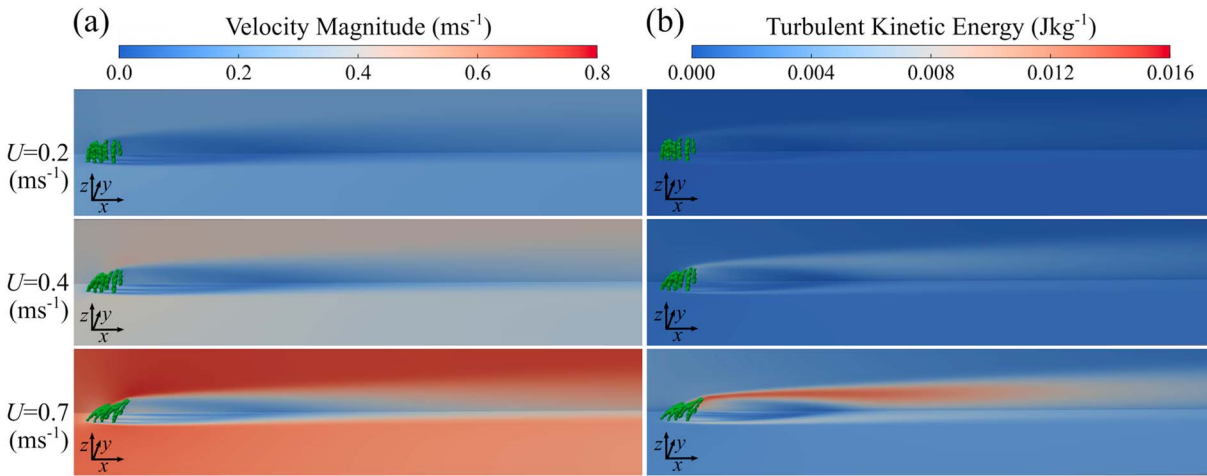 (a) Velocity Magnitude (ms⁻¹)
0.0 0.2 0.4 0.6 0.8
(b) Turbulent Kinetic Energy (Jkg⁻¹)
0.000 0.004 0.008 0.012 0.016
U=0.2
(ms⁻¹)
z y
x
z y
x
U=0.4
(ms⁻¹)
z y
x
z y
x
U=0.7
(ms⁻¹)
z y
x
z y
x